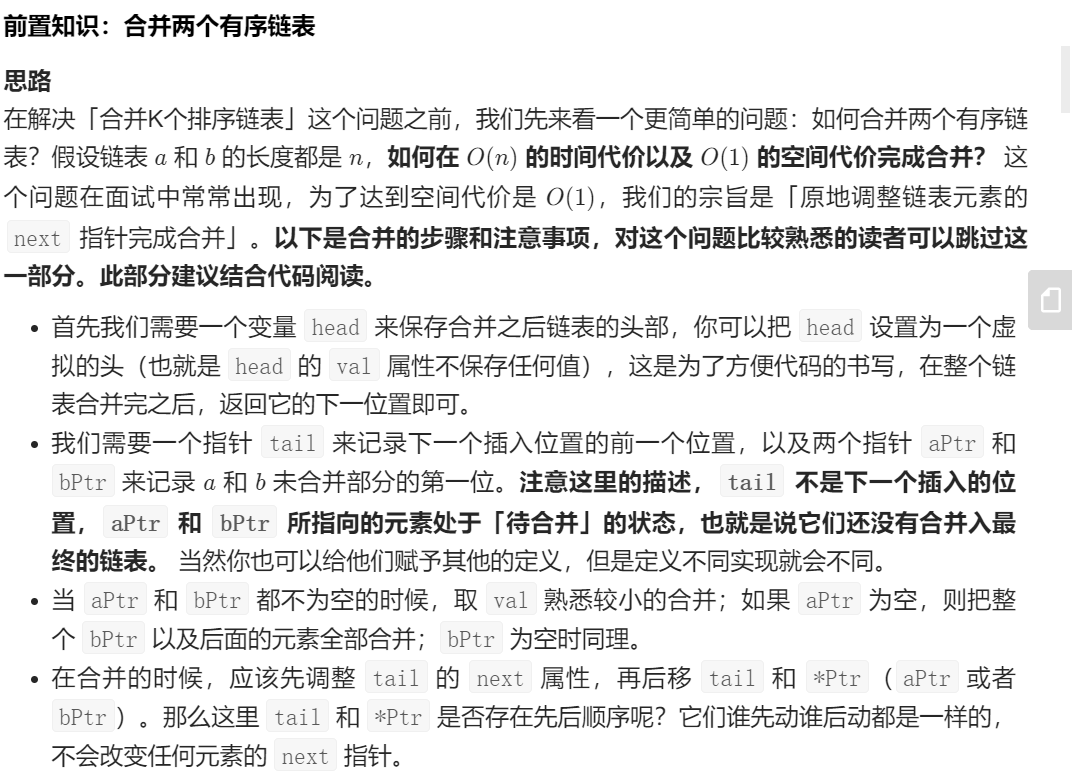 前置知识：合并两个有序链表
思路
在解决「合并K个排序链表」这个问题之前，我们先来看一个更简单的问题：如何合并两个有序链
表？假设链表 a 和 b 的长度都是 n，如何在 O(n) 的时间代价以及 O(1) 的空间代价完成合并？ 这
个问题在面试中常常出现，为了达到空间代价是 O(1)，我们的宗旨是「原地调整链表元素的
next 指针完成合并」。以下是合并的步骤和注意事项，对这个问题比较熟悉的读者可以跳过这
一部分。此部分建议结合代码阅读。
• 首先我们需要一个变量 head 来保存合并之后链表的头部，你可以把 head 设置为一个虚
拟的头（也就是 head 的 val 属性不保存任何值），这是为了方便代码的书写，在整个链
表合并完之后，返回它的下一位置即可。
• 我们需要一个指针 tail 来记录下一个插入位置的前一个位置，以及两个指针 aPtr 和
bPtr 来记录 a 和 b 未合并部分的第一位。注意这里的描述， tail 不是下一个插入的位
置， aPtr 和 bPtr 所指向的元素处于「待合并」的状态，也就是说它们还没有合并入最
终的链表。 当然你也可以给他们赋予其他的定义，但是定义不同实现就会不同。
• 当 aPtr 和 bPtr 都不为空的时候，取 val 熟悉较小的合并；如果 aPtr 为空，则把整
个 bPtr 以及后面的元素全部合并； bPtr 为空时同理。
• 在合并的时候，应该先调整 tail 的 next 属性，再后移 tail 和 *Ptr（ aPtr 或者
bPtr ）。那么这里 tail 和 *Ptr 是否存在先后顺序呢？它们谁先动谁后动都是一样的，
不会改变任何元素的 next 指针。